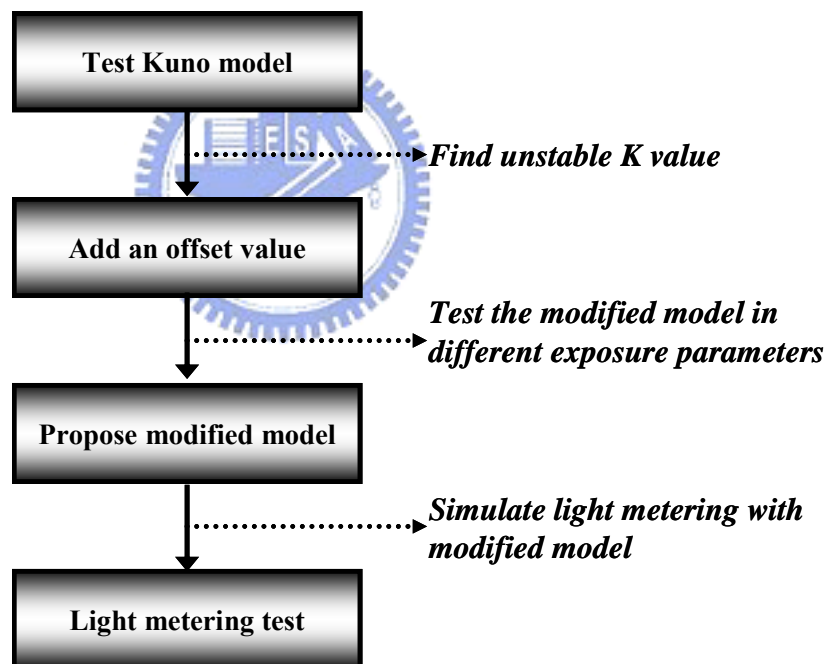 Test Kuno model
ESA
Find unstable K value
Add an offset value
Test the modified model in
different exposure parameters
Propose modified model
Simulate light metering with
modified model
Light metering test